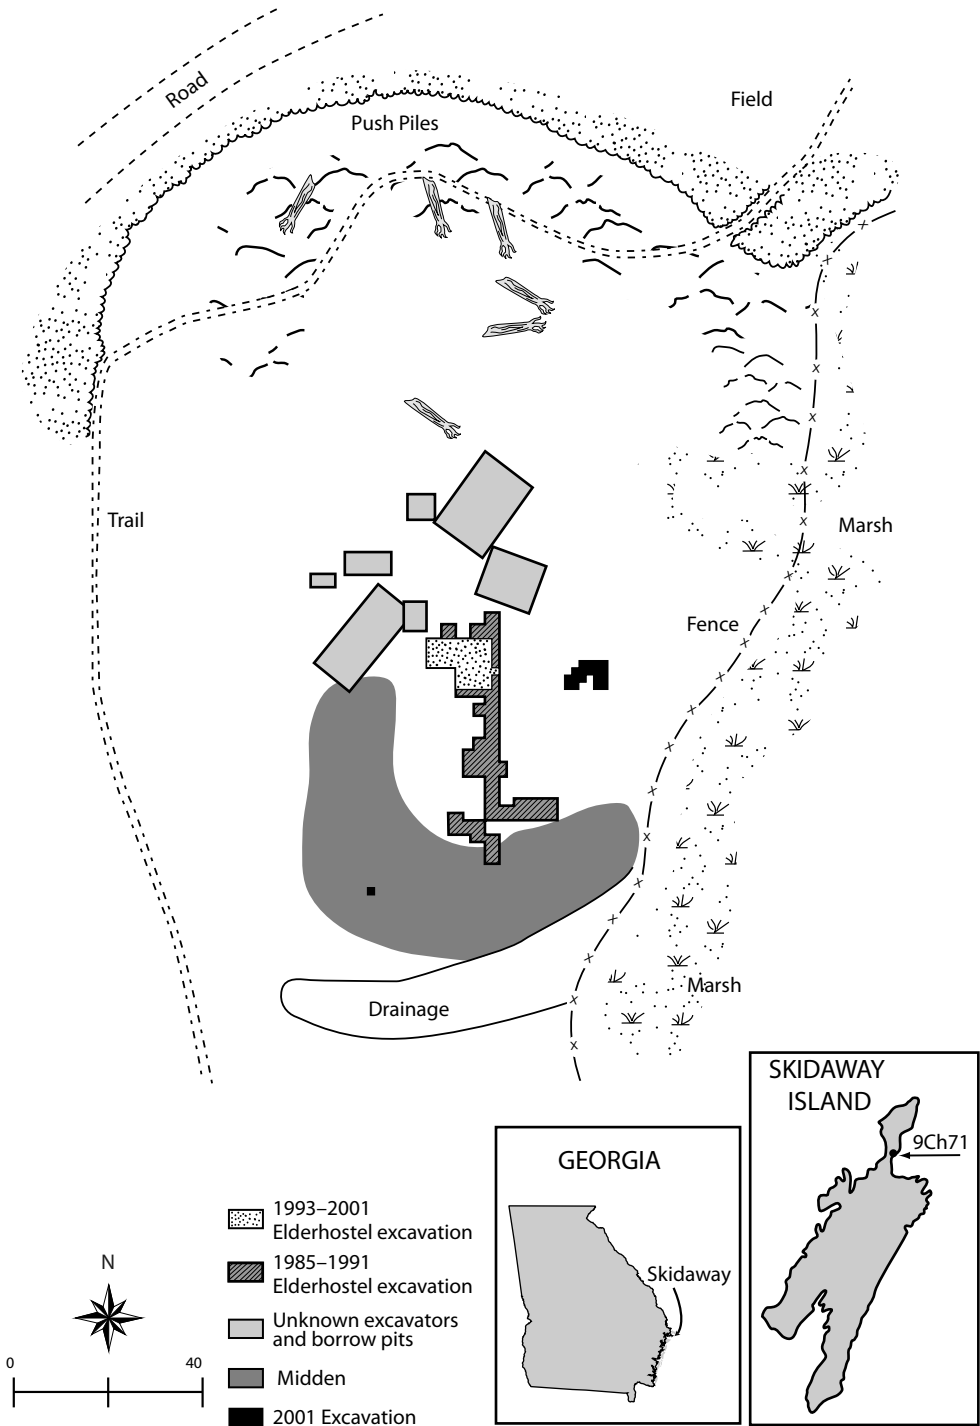 Road
Field
Push Piles
Trail
Marsh
Fence
Marsh
Drainage
SKIDAWAY
ISLAND
9Ch71
GEORGIA
Skidaway
1993–2001
Elderhostel excavation
1985–1991
Elderhostel excavation
Unknown excavators
and borrow pits
Midden
2001 Excavation
N
0 40